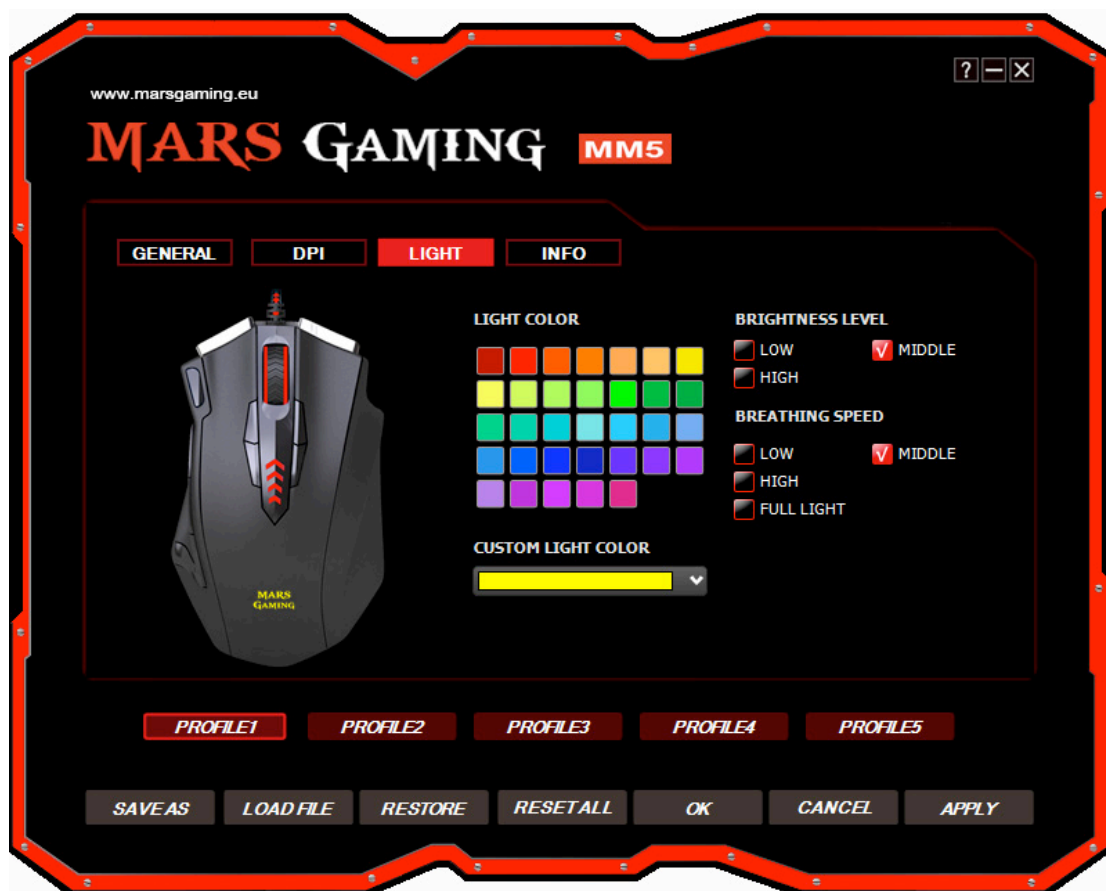 ?
www.marsgaming.eu
MARS GAMING MM5
GENERAL DPI LIGHT INFO
LIGHT COLOR
BRIGHTNESS LEVEL
LOW MIDDLE
HIGH
BREATHING SPEED
LOW MIDDLE
HIGH
FULL LIGHT
CUSTOM LIGHT COLOR
MARS
GAMING
PROFILE1 PROFILE2 PROFILE3 PROFILE4 PROFILE5
SAVE AS LOAD FILE RESTORE RESET ALL OK CANCEL APPLY